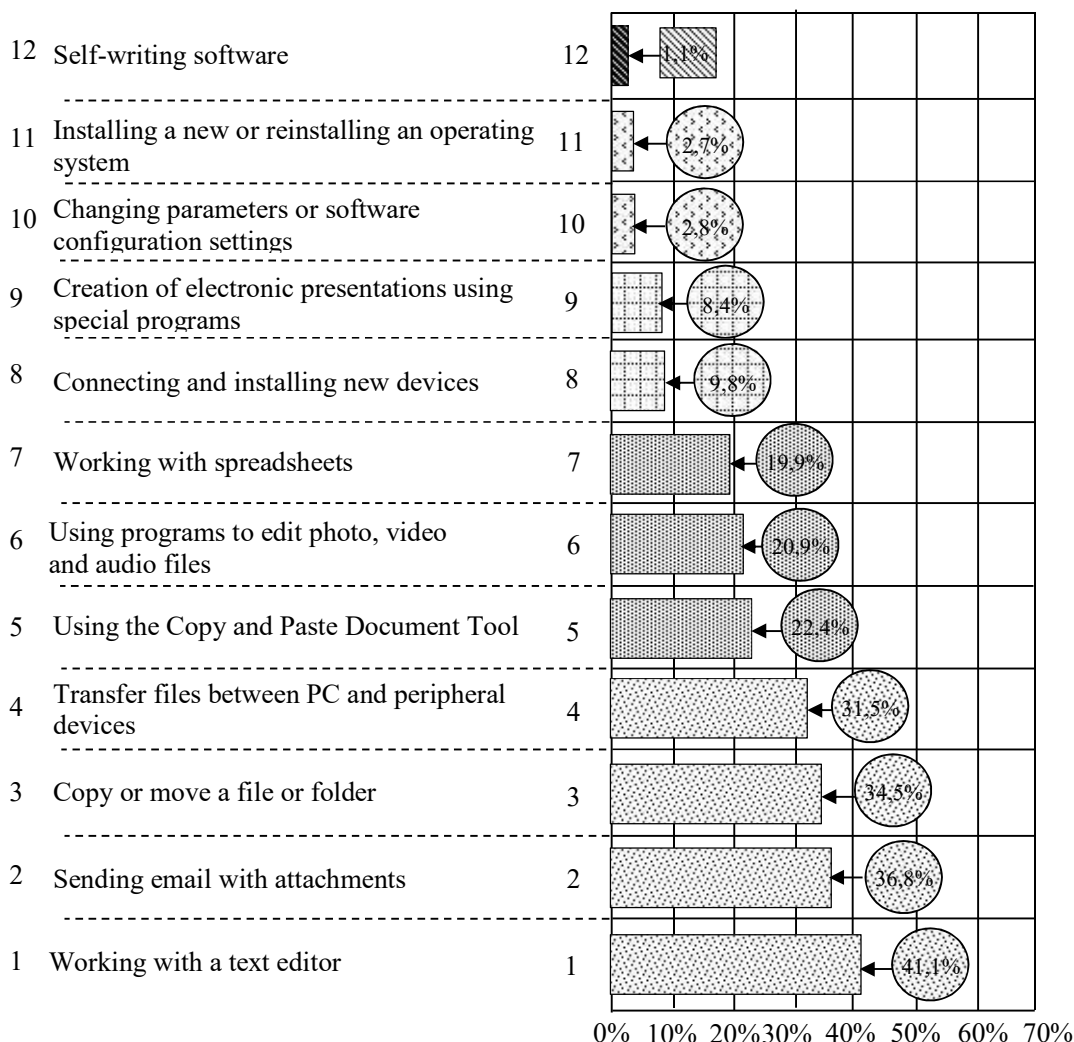 12 Self-writing software 12 1,1%
11 Installing a new or reinstalling an operating
system 11 2,7%
10 Changing parameters or software
configuration settings 10 2,8%
9 Creation of electronic presentations using
special programs 9 8,4%
8 Connecting and installing new devices 8 9,8%
7 Working with spreadsheets 7 19,9%
6 Using programs to edit photo, video
and audio files 6 20,9%
5 Using the Copy and Paste Document Tool 5 22,4%
4 Transfer files between PC and peripheral
devices 4 31,5%
3 Copy or move a file or folder 3 34,5%
2 Sending email with attachments 2 36,8%
1 Working with a text editor 1 41,1%
0% 10% 20% 30% 40% 50% 60% 70%